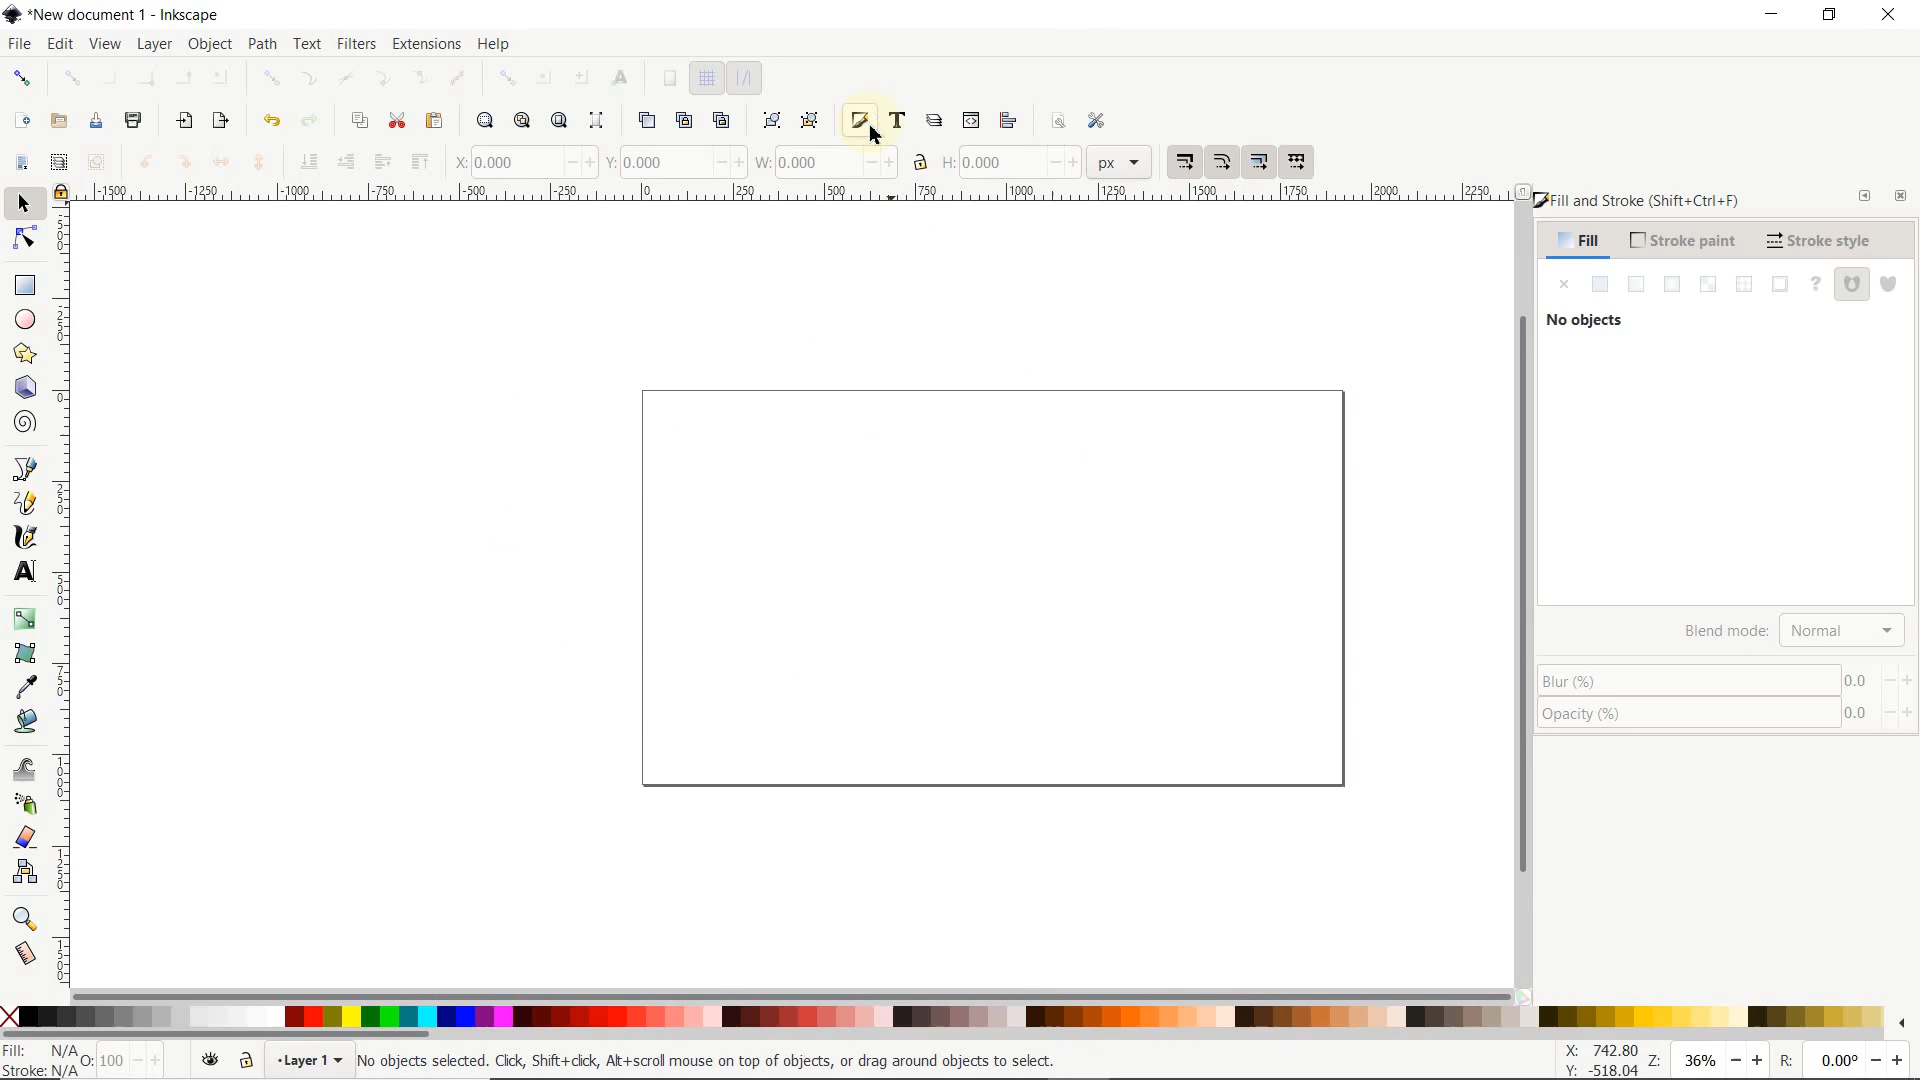 *New document 1 - Inkscape
File Edit View Layer Object Path Text Filters Extensions Help
X: 0.000 Y: 0.000 W: 0.000 H: 0.000 px
-1500 -1250 -1000 -750 -500 -250 0 250 500 750 1000 1250 1500 1750 2000 2250
Fill and Stroke (Shift+Ctrl+F)
Fill Stroke paint Stroke style
No objects
Blend mode: Normal
Blur (%) 0.0
Opacity (%) 0.0
Fill: N/A
Stroke: N/A
O: 100
Layer 1
No objects selected. Click, Shift+click, Alt+scroll mouse on top of objects, or drag around objects to select.
X: 742.80
Y: -518.04
Z: 36% R: 0.00°